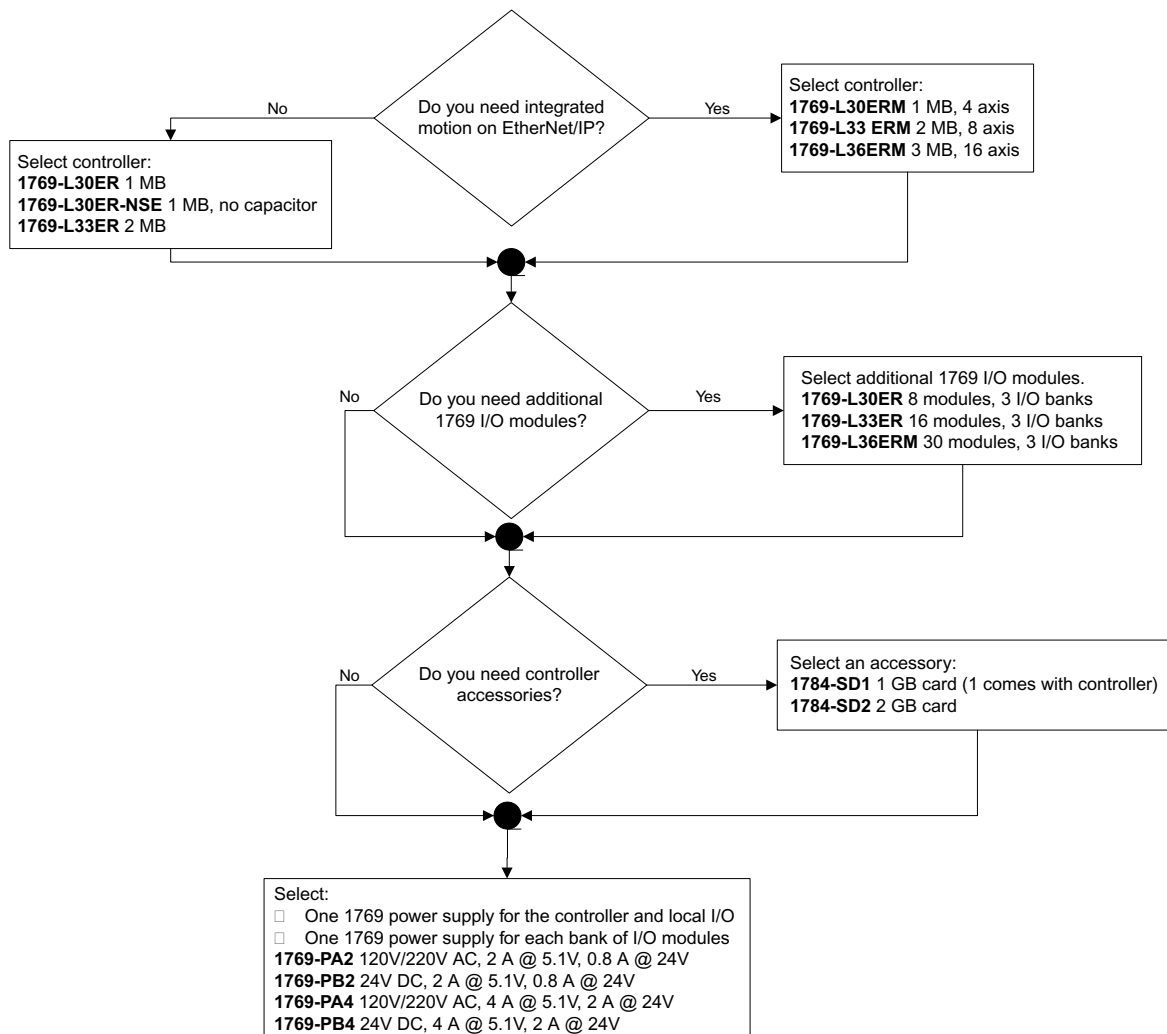 Do you need integrated
motion on EtherNet/IP?
No
Yes
Select controller:
1769-L30ERM 1 MB, 4 axis
1769-L33 ERM 2 MB, 8 axis
1769-L36ERM 3 MB, 16 axis
Select controller:
1769-L30ER 1 MB
1769-L30ER-NSE 1 MB, no capacitor
1769-L33ER 2 MB
Do you need additional
1769 I/O modules?
No
Yes
Select additional 1769 I/O modules.
1769-L30ER 8 modules, 3 I/O banks
1769-L33ER 16 modules, 3 I/O banks
1769-L36ERM 30 modules, 3 I/O banks
Do you need controller
accessories?
No
Yes
Select an accessory:
1784-SD1 1 GB card (1 comes with controller)
1784-SD2 2 GB card
Select:
One 1769 power supply for the controller and local I/O
One 1769 power supply for each bank of I/O modules
1769-PA2 120V/220V AC, 2 A @ 5.1V, 0.8 A @ 24V
1769-PB2 24V DC, 2 A @ 5.1V, 0.8 A @ 24V
1769-PA4 120V/220V AC, 4 A @ 5.1V, 2 A @ 24V
1769-PB4 24V DC, 4 A @ 5.1V, 2 A @ 24V